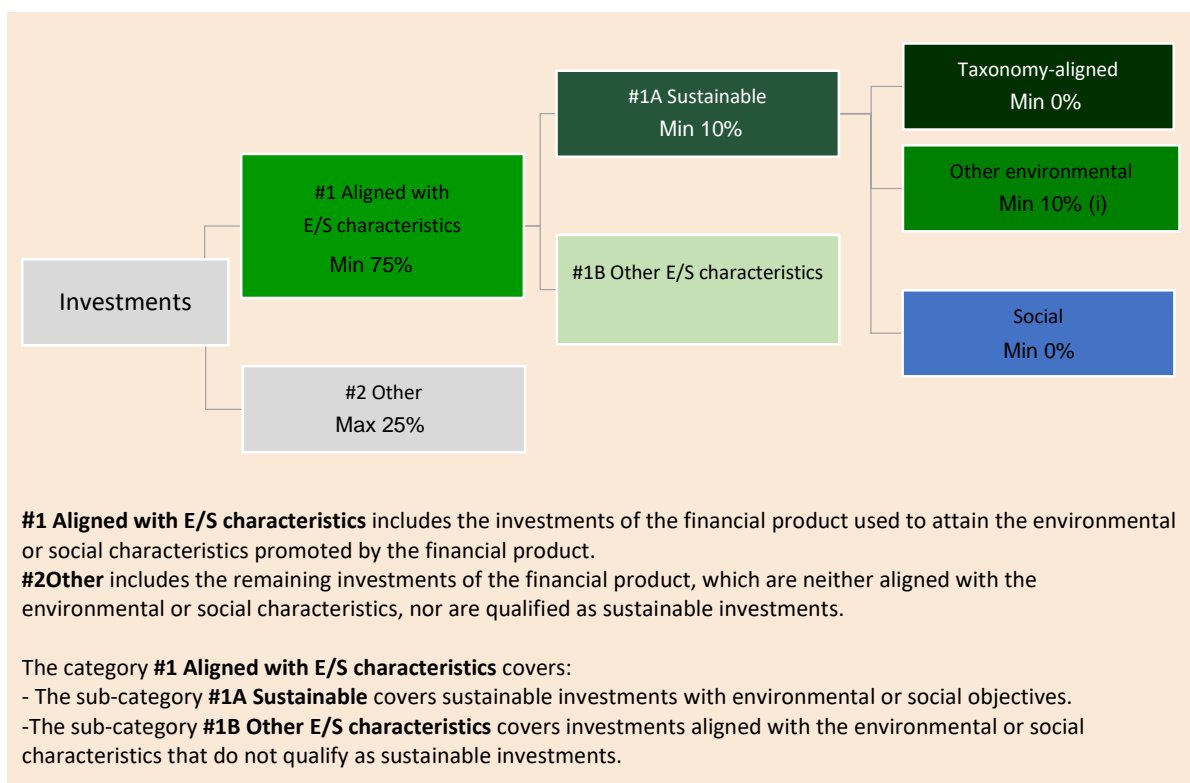 Investments
#1 Aligned with
E/S characteristics
Min 75%
#2 Other
Max 25%
#1A Sustainable
Min 10%
#1B Other E/S characteristics
Taxonomy-aligned
Min 0%
Other environmental
Min 10% (i)
Social
Min 0%
#1 Aligned with E/S characteristics includes the investments of the financial product used to attain the environmental
or social characteristics promoted by the financial product.
#2Other includes the remaining investments of the financial product, which are neither aligned with the
environmental or social characteristics, nor are qualified as sustainable investments.
The category #1 Aligned with E/S characteristics covers:
- The sub-category #1A Sustainable covers sustainable investments with environmental or social objectives.
-The sub-category #1B Other E/S characteristics covers investments aligned with the environmental or social
characteristics that do not qualify as sustainable investments.